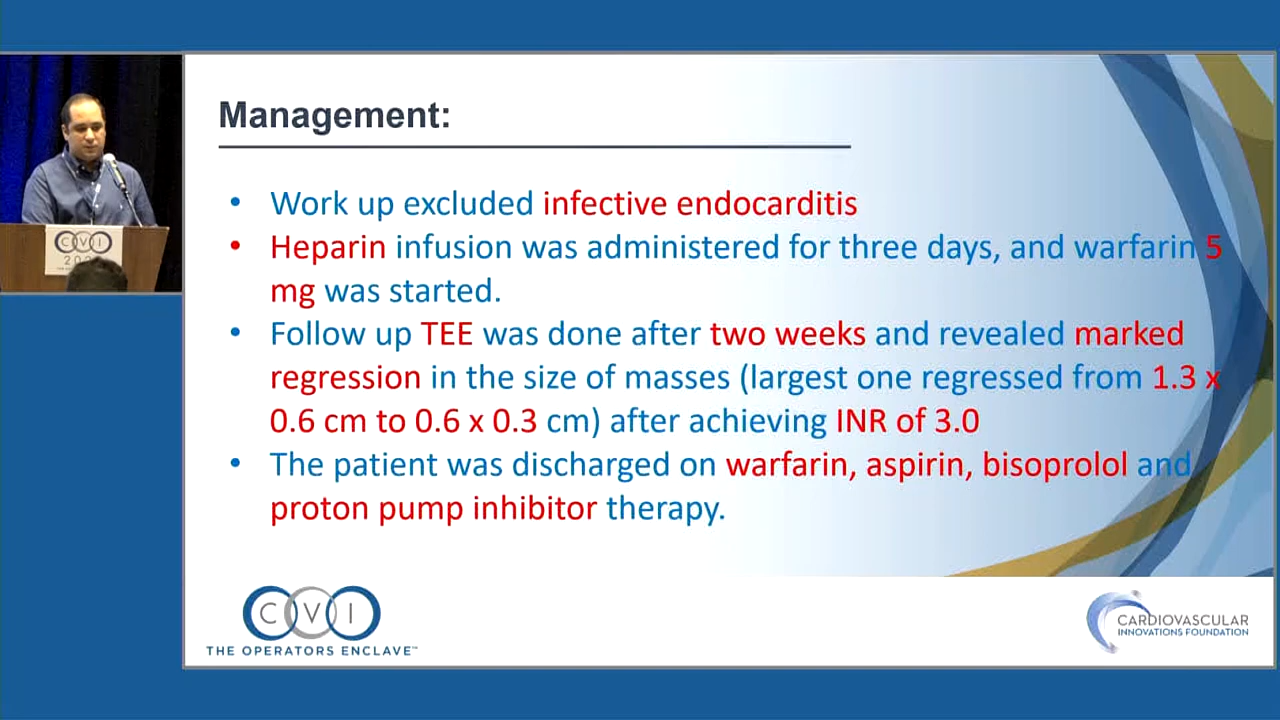 Management:
• Work up excluded infective endocarditis
• Heparin infusion was administered for three days, and warfarin 5
mg was started.
• Follow up TEE was done after two weeks and revealed marked
regression in the size of masses (largest one regressed from 1.3 x
0.6 cm to 0.6 x 0.3 cm) after achieving INR of 3.0
• The patient was discharged on warfarin, aspirin, bisoprolol and
proton pump inhibitor therapy.
CVI
CVI
THE OPERATORS ENCLAVE™
CARDIOVASCULAR
INNOVATIONS FOUNDATION